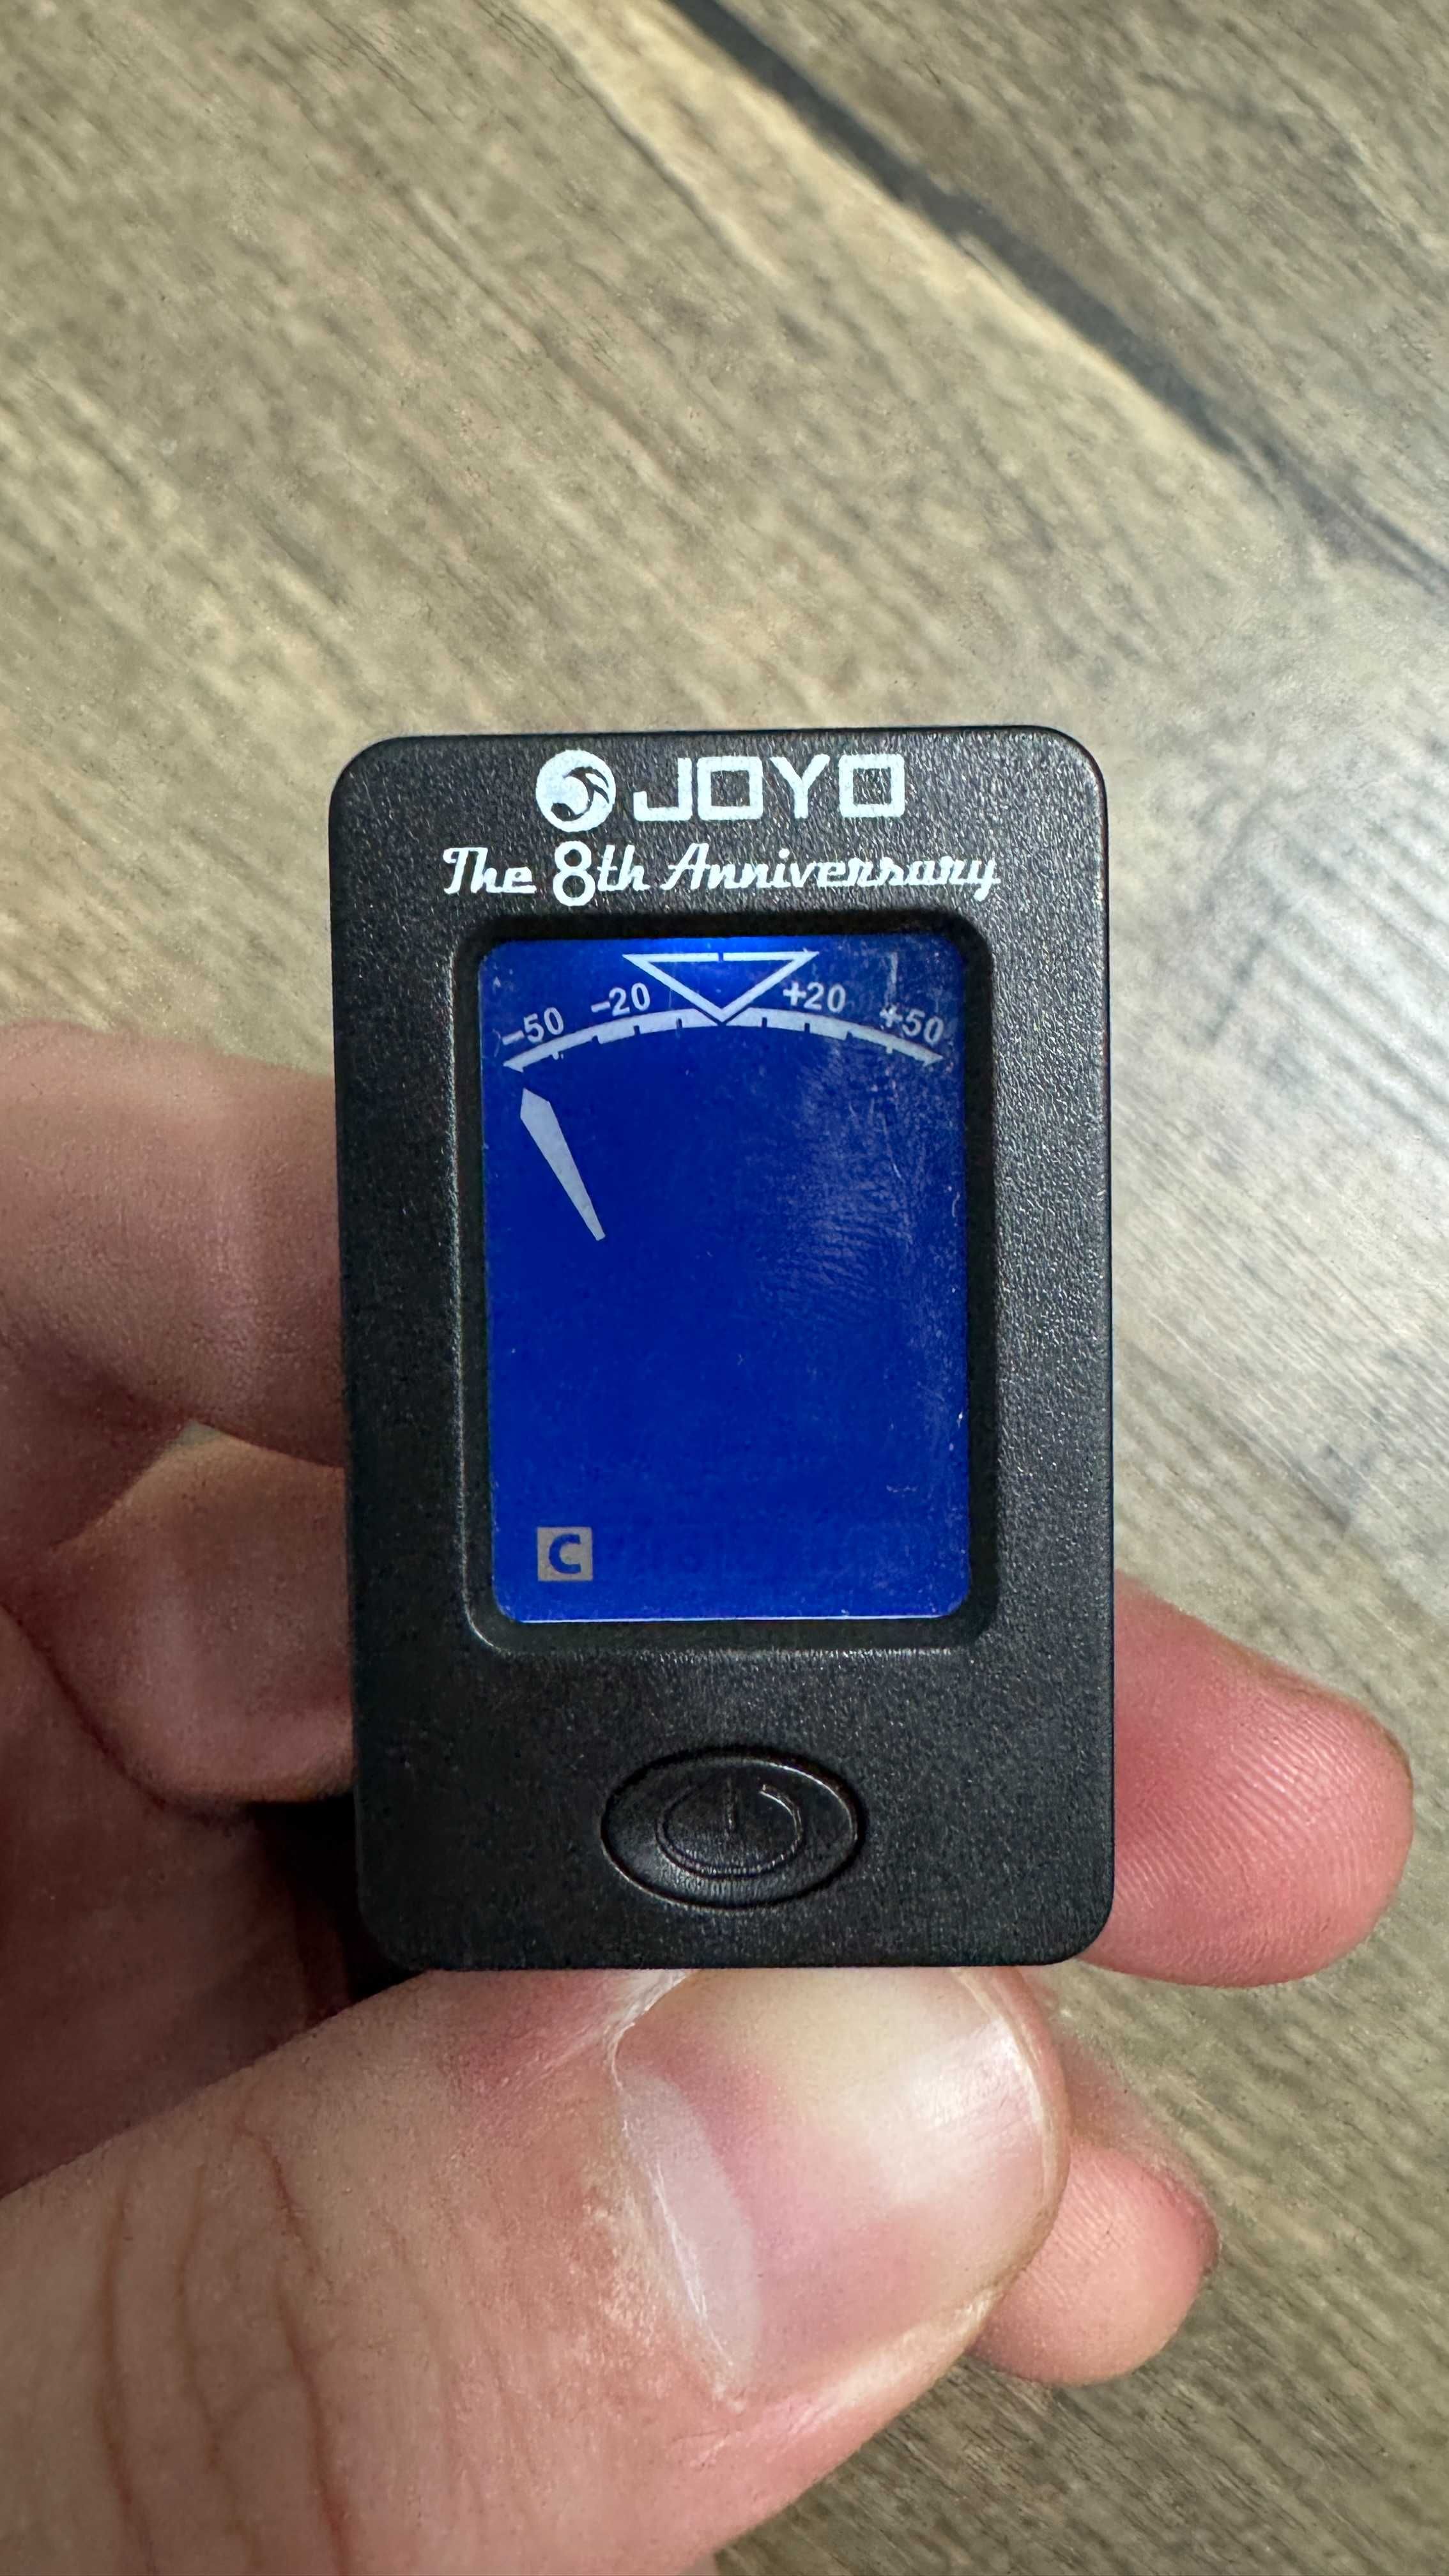 JOYO
The 8th Anniversary
-50 -20 +20 +50
C